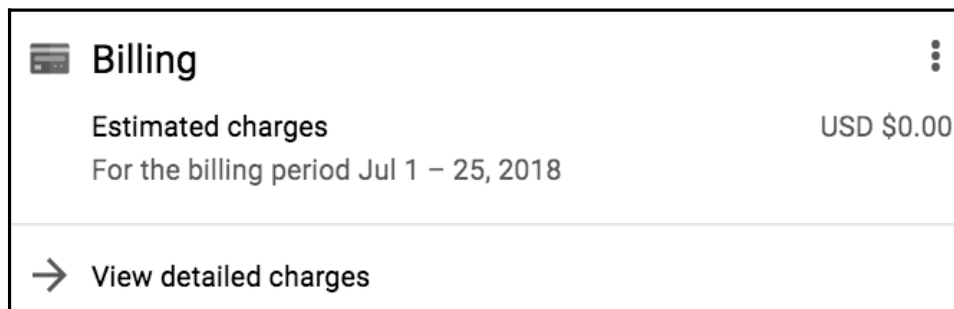 Billing
Estimated charges USD $0.00
For the billing period Jul 1 – 25, 2018
View detailed charges